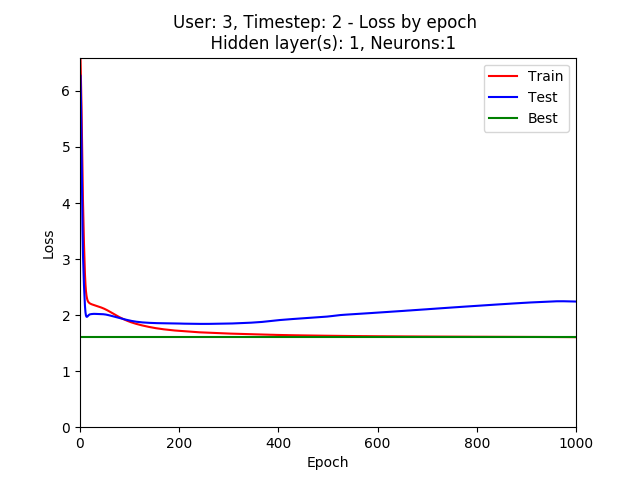 User: 3, Timestep: 2 - Loss by epoch
Hidden layer(s): 1, Neurons:1
Train
Test
Best
6
5
4
3
2
1
0
Loss
0
200
400
600
800
1000
Epoch